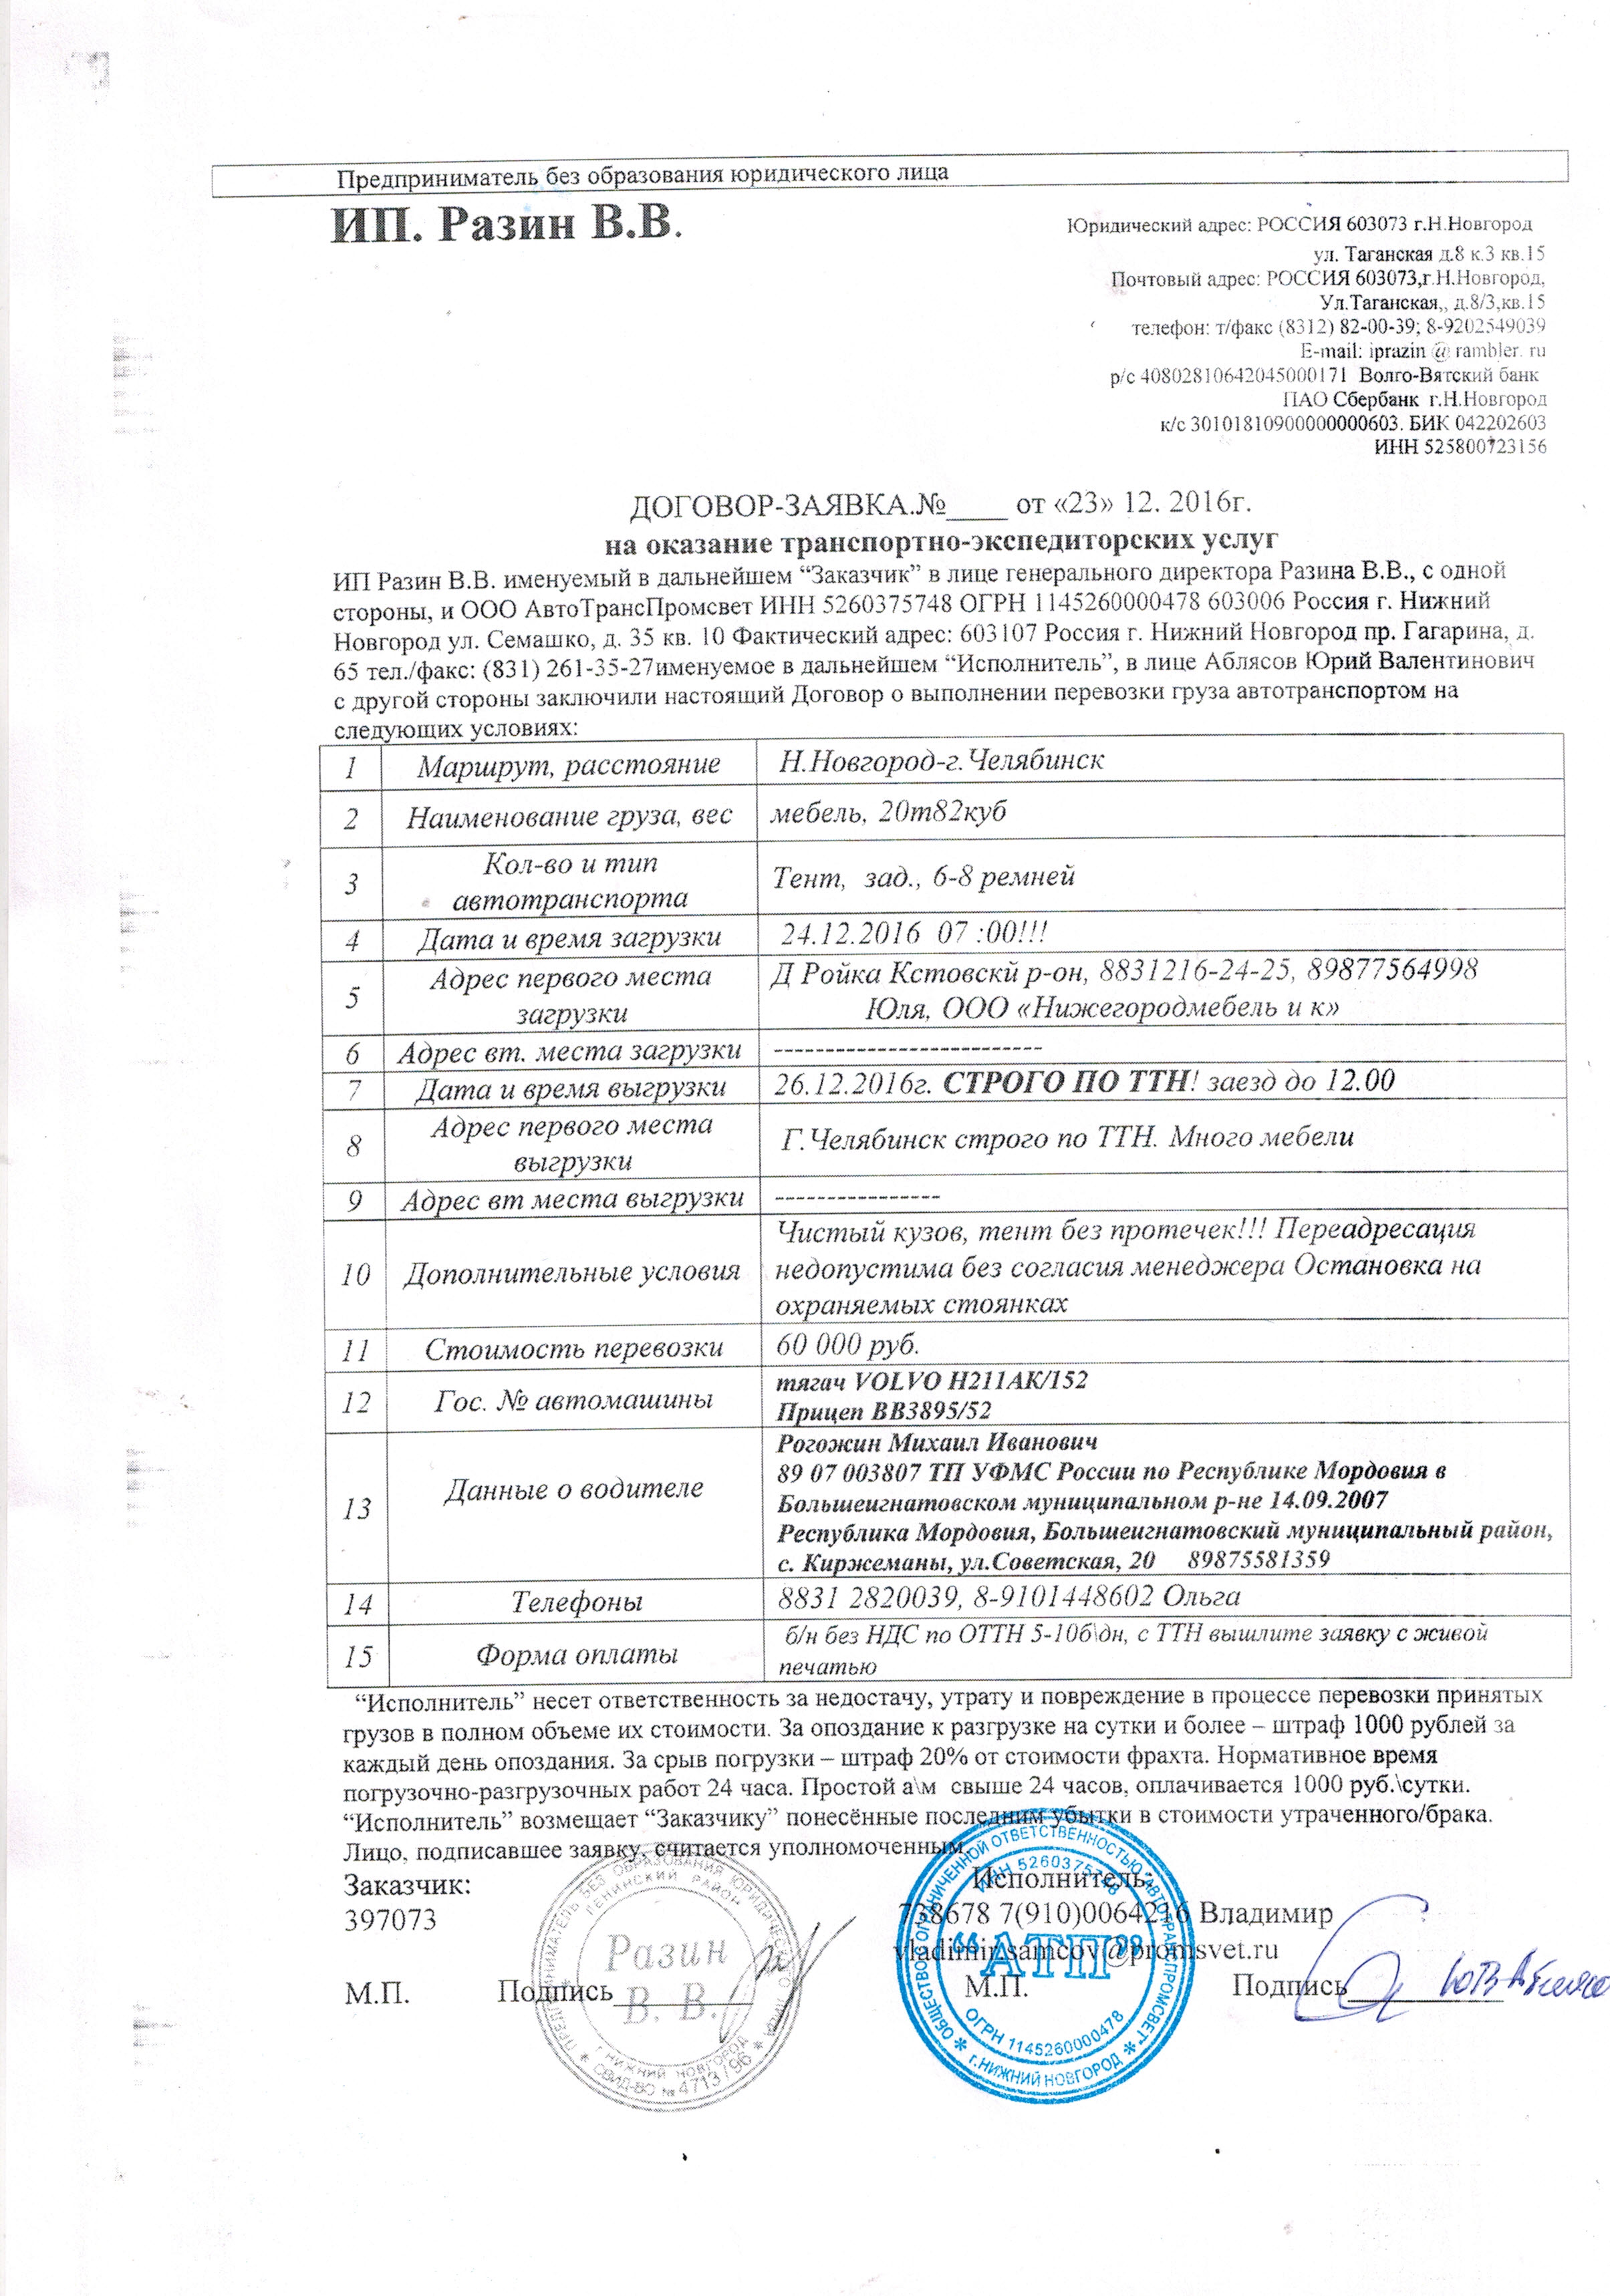 Предприниматель без образования юридического лица
ИП. Разин В.В.
Юридический адрес: РОССИЯ 603073 г.Н.Новгород
ул. Таганская д.8 к.3 кв.15
Почтовый адрес: РОССИЯ 603073,г.Н.Новгород,
Ул.Таганская,, д.8/3,кв.15
телефон: т/факс (8312) 82-00-39; 8-9202549039
E-mail: iprazin @ rambler. ru
р/с 40802810642045000171 Волго-Вятский банк
ПАО Сбербанк г.Н.Новгород
к/с 30101810900000000603. БИК 042202603
ИНН 525800723156
ДОГОВОР-ЗАЯВКА.№____ от «23» 12. 2016г.
на оказание транспортно-экспедиторских услуг
ИП Разин В.В. именуемый в дальнейшем “Заказчик” в лице генерального директора Разина В.В., с одной
стороны, и ООО АвтоТрансПромсвет ИНН 5260375748 ОГРН 1145260000478 603006 Россия г. Нижний
Новгород ул. Семашко, д. 35 кв. 10 Фактический адрес: 603107 Россия г. Нижний Новгород пр. Гагарина, д.
65 тел./факс: (831) 261-35-27именуемое в дальнейшем “Исполнитель”, в лице Аблясов Юрий Валентинович
с другой стороны заключили настоящий Договор о выполнении перевозки груза автотранспортом на
следующих условиях:
1 Маршрут, расстояние Н.Новгород-г.Челябинск
2 Наименование груза, вес мебель, 20т82куб
3 Кол-во и тип
автотранспорта Тент, зад., 6-8 ремней
4 Дата и время загрузки 24.12.2016 07 :00!!!
5 Адрес первого места
загрузки Д Ройка Кстовскй р-он, 8831216-24-25, 89877564998
Юля, ООО «Нижегородмебель и к»
6 Адрес вт. места загрузки --------------------------
7 Дата и время выгрузки 26.12.2016г. СТРОГО ПО ТТН! заезд до 12.00
8 Адрес первого места
выгрузки Г.Челябинск строго по ТТН. Много мебели
9 Адрес вт места выгрузки ----------------
10 Дополнительные условия Чистый кузов, тент без протечек!!! Переадресация
недопустима без согласия менеджера Остановка на
охраняемых стоянках
11 Стоимость перевозки 60 000 руб.
12 Гос. № автомашины тягач VOLVO Н211АК/152
Прицеп ВВ3895/52
13 Данные о водителе Рогожин Михаил Иванович
89 07 003807 ТП УФМС России по Республике Мордовия в
Большеигнатовском муниципальном р-не 14.09.2007
Республика Мордовия, Большеигнатовский муниципальный район,
с. Киржеманы, ул.Советская, 20 89875581359
14 Телефоны 8831 2820039, 8-9101448602 Ольга
15 Форма оплаты б/н без НДС по ОТТН 5-10б\дн, с ТТН вышлите заявку с живой
печатью
“Исполнитель” несет ответственность за недостачу, утрату и повреждение в процессе перевозки принятых
грузов в полном объеме их стоимости. За опоздание к разгрузке на сутки и более – штраф 1000 рублей за
каждый день опоздания. За срыв погрузки – штраф 20% от стоимости фрахта. Нормативное время
погрузочно-разгрузочных работ 24 часа. Простой а\м свыше 24 часов, оплачивается 1000 руб.\сутки.
“Исполнитель” возмещает “Заказчику” понесённые последним убытки в стоимости утраченного/брака.
Лицо, подписавшее заявку, считается уполномоченным.
Заказчик: Исполнитель:
397073 738678 7(910)0064216 Владимир
vladimir.samcov@promsvet.ru
М.П. Подпись__________ М.П. Подпись__________
ПРЕДПРИНИМАТЕЛЬ БЕЗ ОБРАЗОВАНИЯ ЮРИДИЧЕСКОГО ЛИЦА
ЛЕНИНСКИЙ РАЙОН
Разин
В. В.
г. НИЖНИЙ НОВГОРОД
СВИД-ВО № 4713/96
ОБЩЕСТВО С ОГРАНИЧЕННОЙ ОТВЕТСТВЕННОСТЬЮ "АВТОТРАНСПРОМСВЕТ"
ИНН 5260375748
“АТП”
ОГРН 1145260000478
г.НИЖНИЙ НОВГОРОД